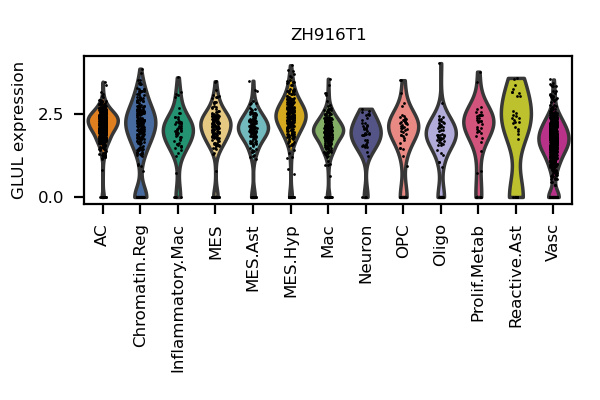 ZH916T1
GLUL expression
2.5
0.0
AC
Chromatin.Reg
Inflammatory.Mac
MES
MES.Ast
MES.Hyp
Mac
Neuron
OPC
Oligo
Prolif.Metab
Reactive.Ast
Vasc